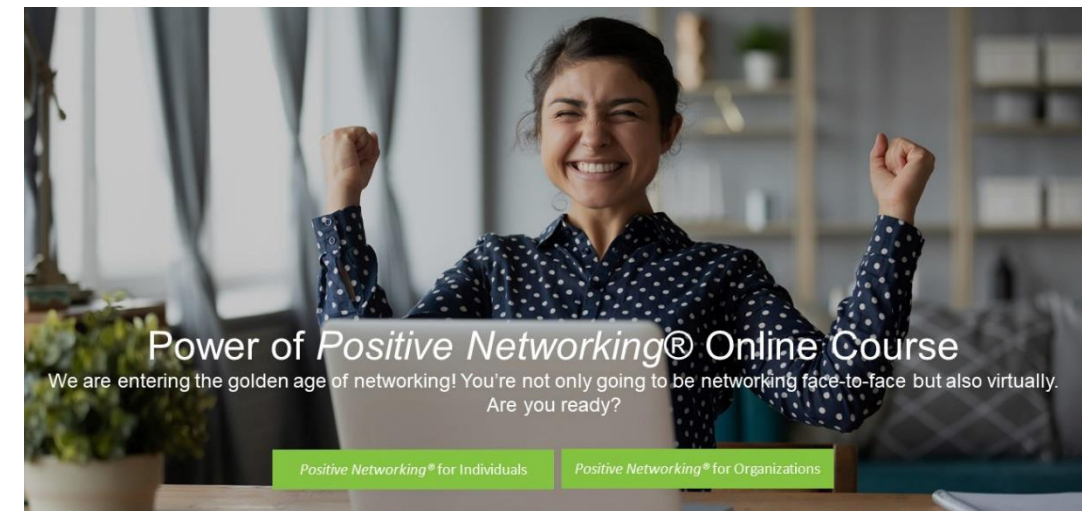 Power of Positive Networking® Online Course
We are entering the golden age of networking! You're not only going to be networking face-to-face but also virtually.
Are you ready?
Positive Networking® for Individuals
Positive Networking® for Organizations